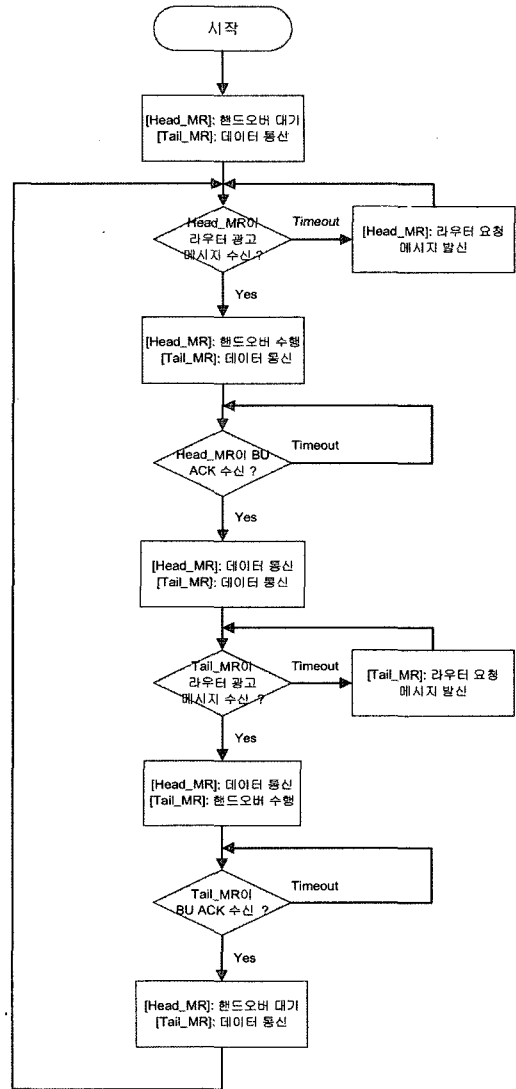 시작
[Head_MR]: 핸드오버 대기
[Tail_MR]: 데이터 통신
Head_MR이
라우터 광고
메시지 수신 ?
Timeout
[Head_MR]: 라우터 요청
메시지 발신
Yes
[Head_MR]: 핸드오버 수행
[Tail_MR]: 데이터 통신
Head_MR이 BU
ACK 수신 ?
Timeout
Yes
[Head_MR]: 데이터 통신
[Tail_MR]: 데이터 통신
Tail_MR이
라우터 광고
메시지 수신 ?
Timeout
[Tail_MR]: 라우터 요청
메시지 발신
Yes
[Head_MR]: 데이터 통신
[Tail_MR]: 핸드오버 수행
Tail_MR이
BU ACK 수신 ?
Timeout
Yes
[Head_MR]: 핸드오버 대기
[Tail_MR]: 데이터 통신